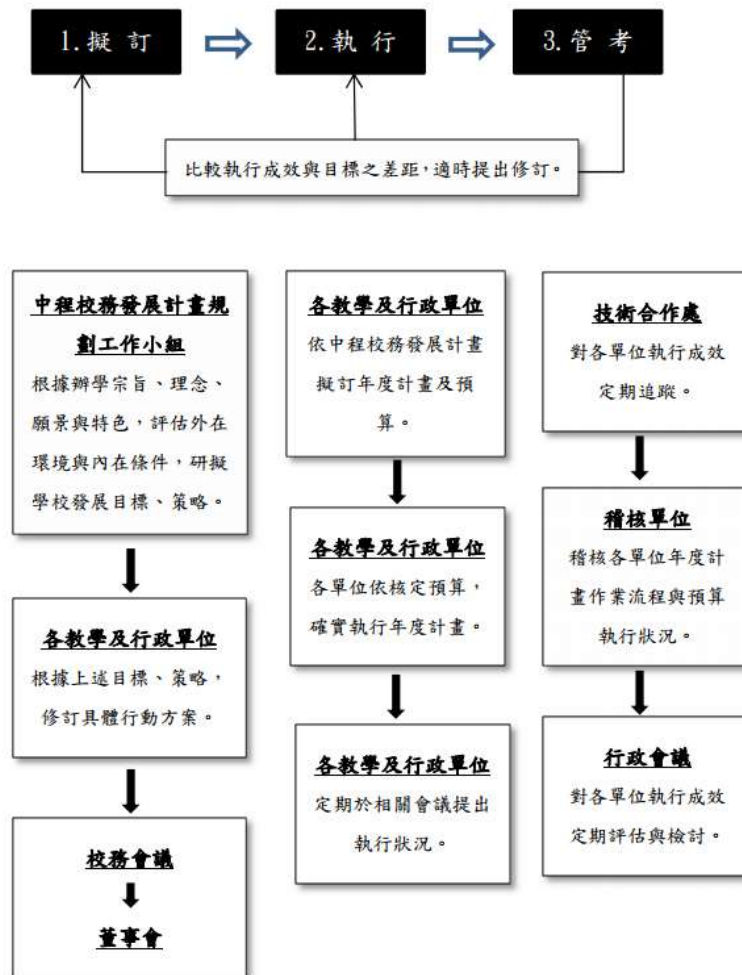 1.擬 訂
2.執 行
3.管 考
比較執行成效與目標之差距，適時提出修訂。
中程校務發展計畫規
劃工作小組
根據辦學宗旨、理念、
願景與特色，評估外在
環境與內在條件，研擬
學校發展目標、策略。
各教學及行政單位
根據上述目標、策略，
修訂具體行動方案。
校務會議
董事會
各教學及行政單位
依中程校務發展計畫
擬訂年度計畫及預
算。
各教學及行政單位
各單位依核定預算，
確實執行年度計畫。
各教學及行政單位
定期於相關會議提出
執行狀況。
技術合作處
對各單位執行成效
定期追蹤。
稽核單位
稽核各單位年度計
畫作業流程與預算
執行狀況。
行政會議
對各單位執行成效
定期評估與檢討。